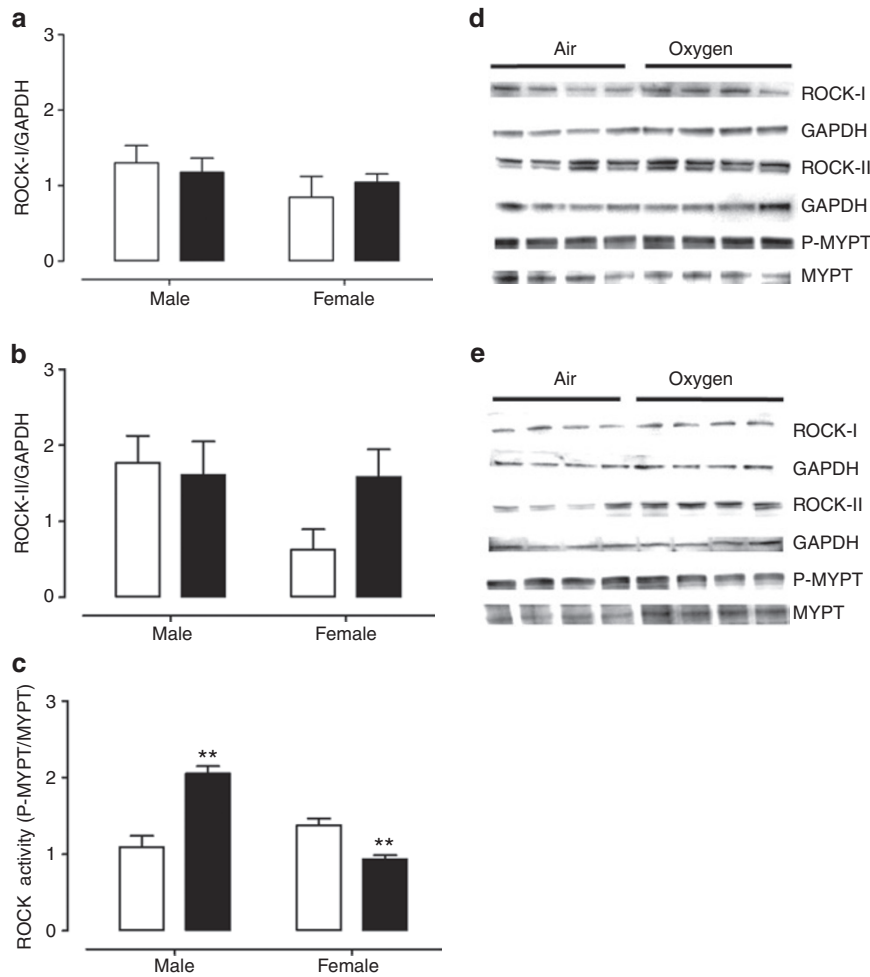 a
3
2
1
0
ROCK-I/GAPDH
Male
Female
b
3
2
1
0
ROCK-II/GAPDH
Male
Female
c
3
2
1
0
ROCK activity (P-MYPT/MYPT)
**
**
Male
Female
d
Air
Oxygen
ROCK-I
GAPDH
ROCK-II
GAPDH
P-MYPT
MYPT
e
Air
Oxygen
ROCK-I
GAPDH
ROCK-II
GAPDH
P-MYPT
MYPT